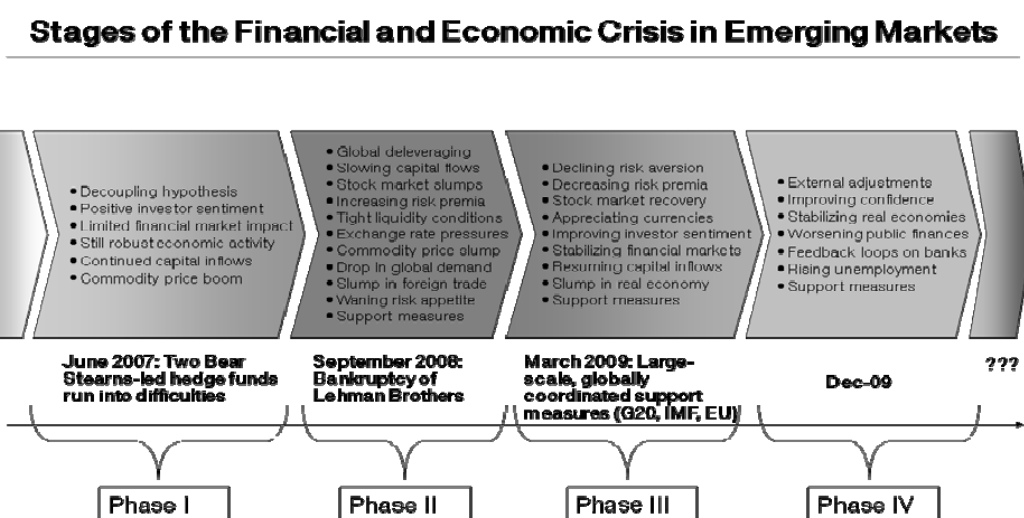 Stages of the Financial and Economic Crisis in Emerging Markets
• Decoupling hypothesis
• Positive investor sentiment
• Limited financial market impact
• Still robust economic activity
• Continued capital inflows
• Commodity price boom
• Global deleveraging
• Slowing capital flows
• Stock market slumps
• Increasing risk premia
• Tight liquidity conditions
• Exchange rate pressures
• Commodity price slump
• Drop in global demand
• Slump in foreign trade
• Waning risk appetite
• Support measures
• Declining risk aversion
• Decreasing risk premia
• Stock market recovery
• Appreciating currencies
• Improving investor sentiment
• Stabilizing financial markets
• Resuming capital inflows
• Slump in real economy
• Support measures
• External adjustments
• Improving confidence
• Stabilizing real economies
• Worsening public finances
• Feedback loops on banks
• Rising unemployment
• Support measures
June 2007: Two Bear
Stearns-led hedge funds
run into difficulties
September 2008:
Bankruptcy of
Lehman Brothers
March 2009: Large-
scale, globally
coordinated support
measures (G20, IMF, EU)
Dec-09
???
Phase I
Phase II
Phase III
Phase IV